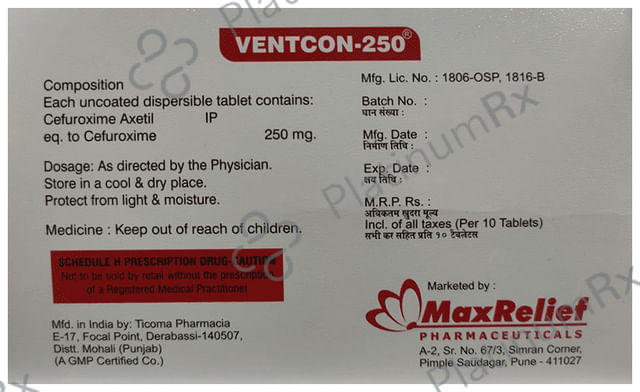 VENTCON-250®
Composition
Each uncoated dispersible tablet contains:
Cefuroxime Axetil IP
eq. to Cefuroxime 250 mg.
Dosage: As directed by the Physician.
Store in a cool & dry place.
Protect from light & moisture.
Medicine : Keep out of reach of children.
SCHEDULE H PRESCRIPTION DRUG-CAUTION
Not to be sold by retail without the prescription
of a Registered Medical Practitioner
Mfd. in India by: Ticoma Pharmacia
E-17, Focal Point, Derabassi-140507,
Distt. Mohali (Punjab)
(A GMP Certified Co.)
Mfg. Lic. No. : 1806-OSP, 1816-B
Batch No. :
घान संख्या :
Mfg. Date :
निर्माण तिथि :
Exp. Date :
क्षय तिथि :
M.R.P. Rs. :
अधिकतम खुदरा मूल्य
Incl. of all taxes (Per 10 Tablets)
सभी कर सहित प्रति १० टैबलेटस
Marketed by :
MaxRelief
PHARMACEUTICALS
A-2, Sr. No. 67/3, Simran Corner,
Pimple Saudagar, Pune - 411027
PlatinumRx
PlatinumRx